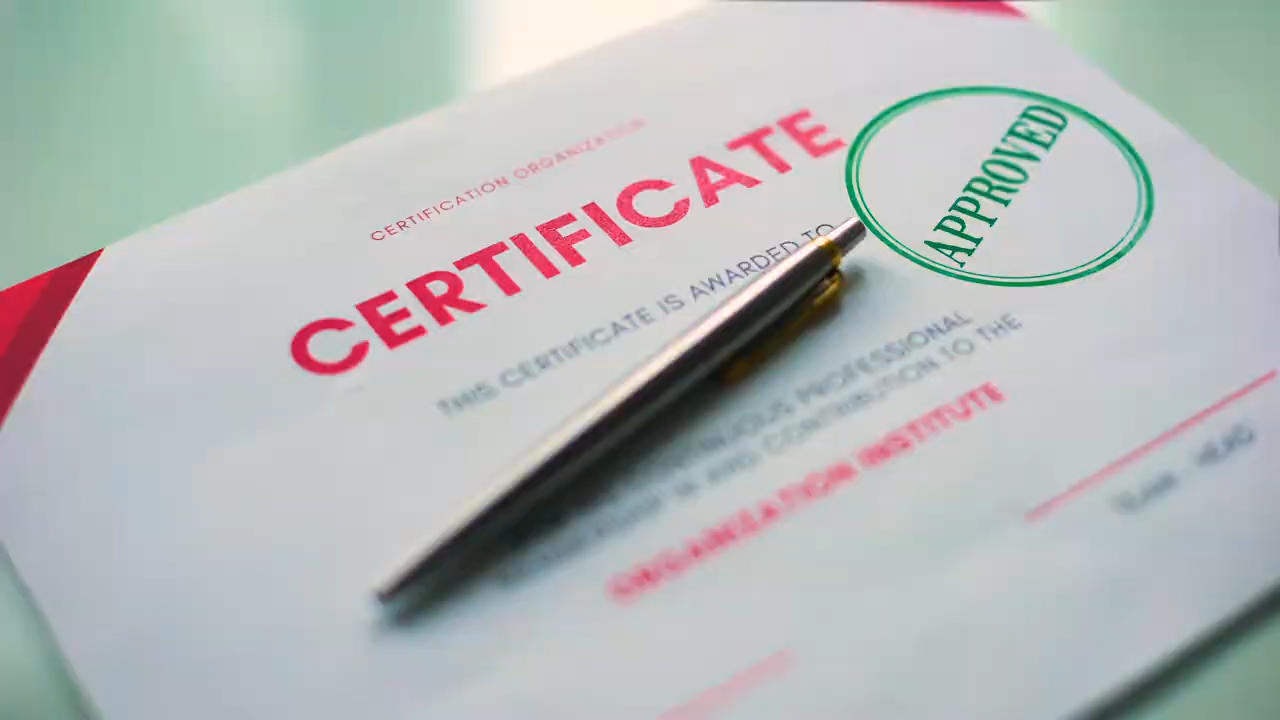 CERTIFICATION ORGANIZATION
CERTIFICATE
APPROVED
THIS CERTIFICATE IS AWARDED TO
PROFESSIONAL
AND CONTRIBUTION TO THE
ORGANIZATION INSTITUTE